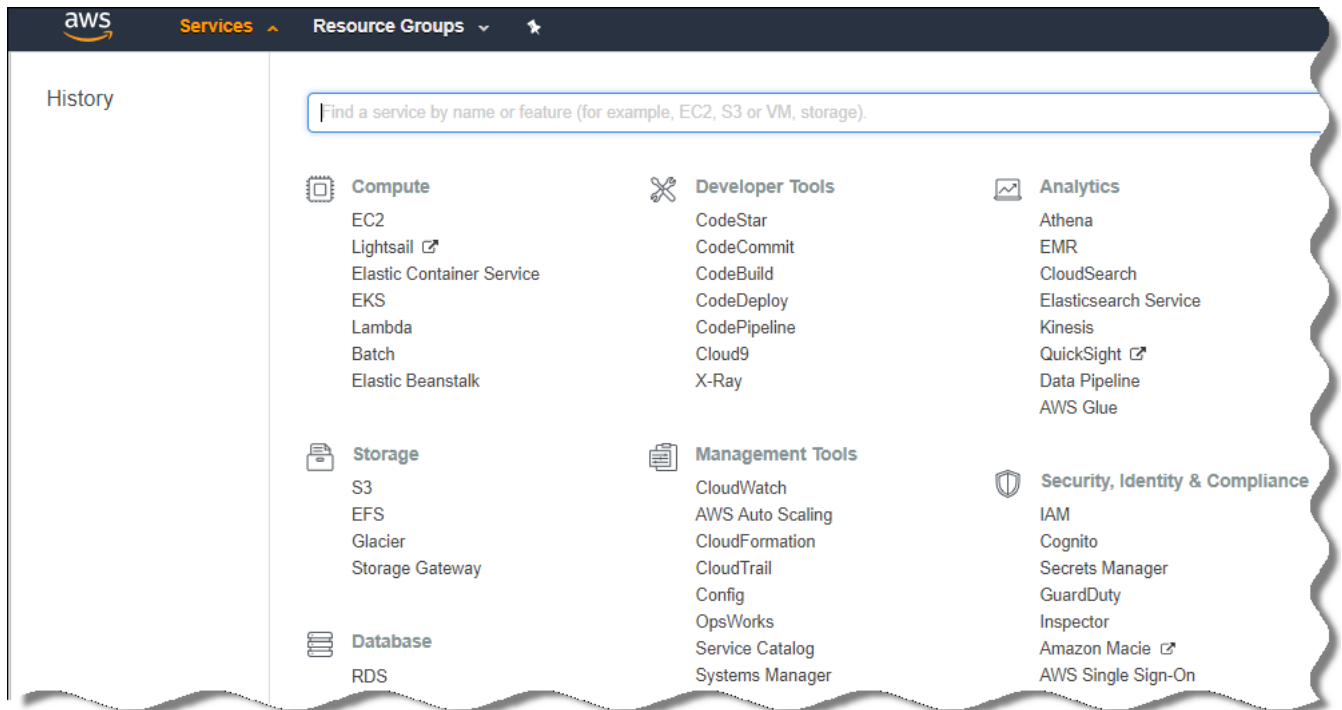 aws Services Resource Groups
History
Find a service by name or feature (for example, EC2, S3 or VM, storage).
Compute
EC2
Lightsail
Elastic Container Service
EKS
Lambda
Batch
Elastic Beanstalk
Storage
S3
EFS
Glacier
Storage Gateway
Database
RDS
Developer Tools
CodeStar
CodeCommit
CodeBuild
CodeDeploy
CodePipeline
Cloud9
X-Ray
Management Tools
CloudWatch
AWS Auto Scaling
CloudFormation
CloudTrail
Config
OpsWorks
Service Catalog
Systems Manager
Analytics
Athena
EMR
CloudSearch
Elasticsearch Service
Kinesis
QuickSight
Data Pipeline
AWS Glue
Security, Identity & Compliance
IAM
Cognito
Secrets Manager
GuardDuty
Inspector
Amazon Macie
AWS Single Sign-On